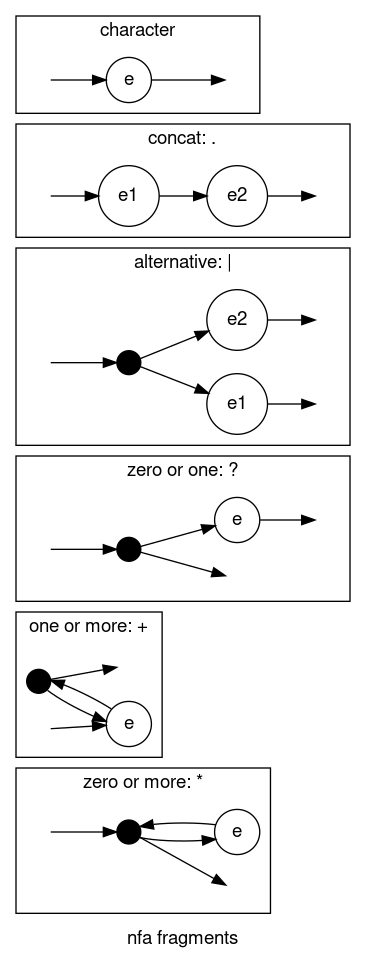 character
e
concat: .
e1
e2
alternative: |
e2
e1
zero or one: ?
e
one or more: +
e
zero or more: *
e
nfa fragments